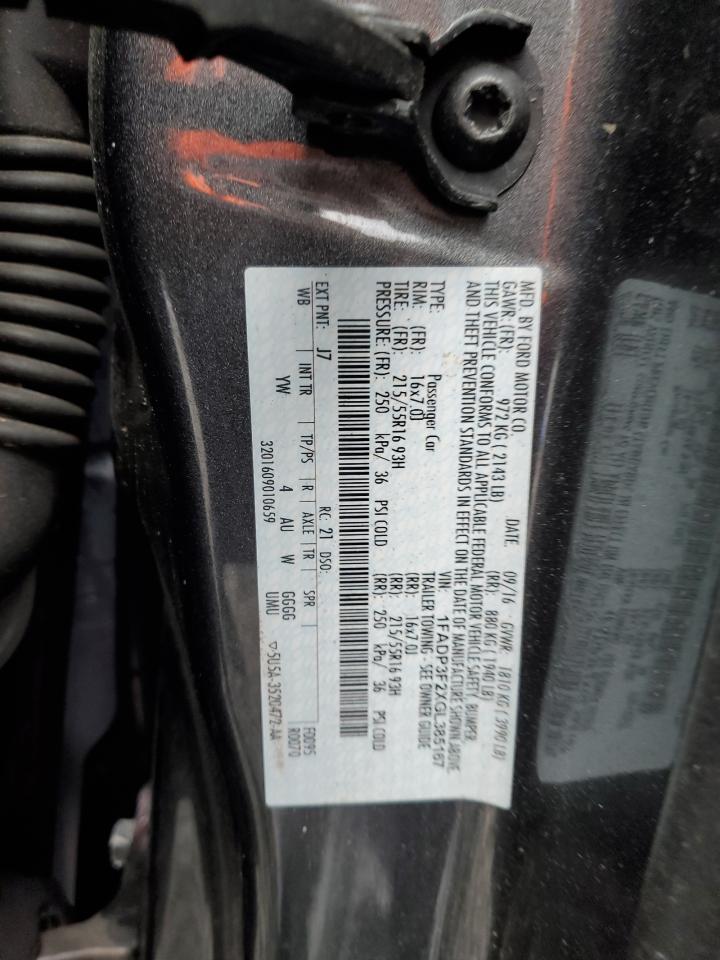 MFD. BY FORD MOTOR CO.
DATE: 09/16 GVWR: 1810 KG ( 3990 LB)
GAWR: (FR): 972 KG ( 2143 LB) (RR): 880 KG ( 1940 LB)
THIS VEHICLE CONFORMS TO ALL APPLICABLE FEDERAL MOTOR VEHICLE SAFETY, BUMPER,
AND THEFT PREVENTION STANDARDS IN EFFECT ON THE DATE OF MANUFACTURE SHOWN ABOVE.
VIN: 1FADP3F2XGL385167
TYPE: Passenger Car TRAILER TOWING - SEE OWNER GUIDE
RIM: (FR): 16x7.0J (RR): 16x7.0J
TIRE: (FR): 215/55R16 93H (RR): 215/55R16 93H
PRESSURE: (FR): 250 kPa/ 36 PSI COLD (RR): 250 kPa/ 36 PSI COLD
EXT PNT: J7 RC: 21 DSO: F0095
WB INT TR TP/PS R AXLE TR SPR R0070
YW 4 AU W GGGG
UMU
3201609010659 ▽5U5A-3520472-AA